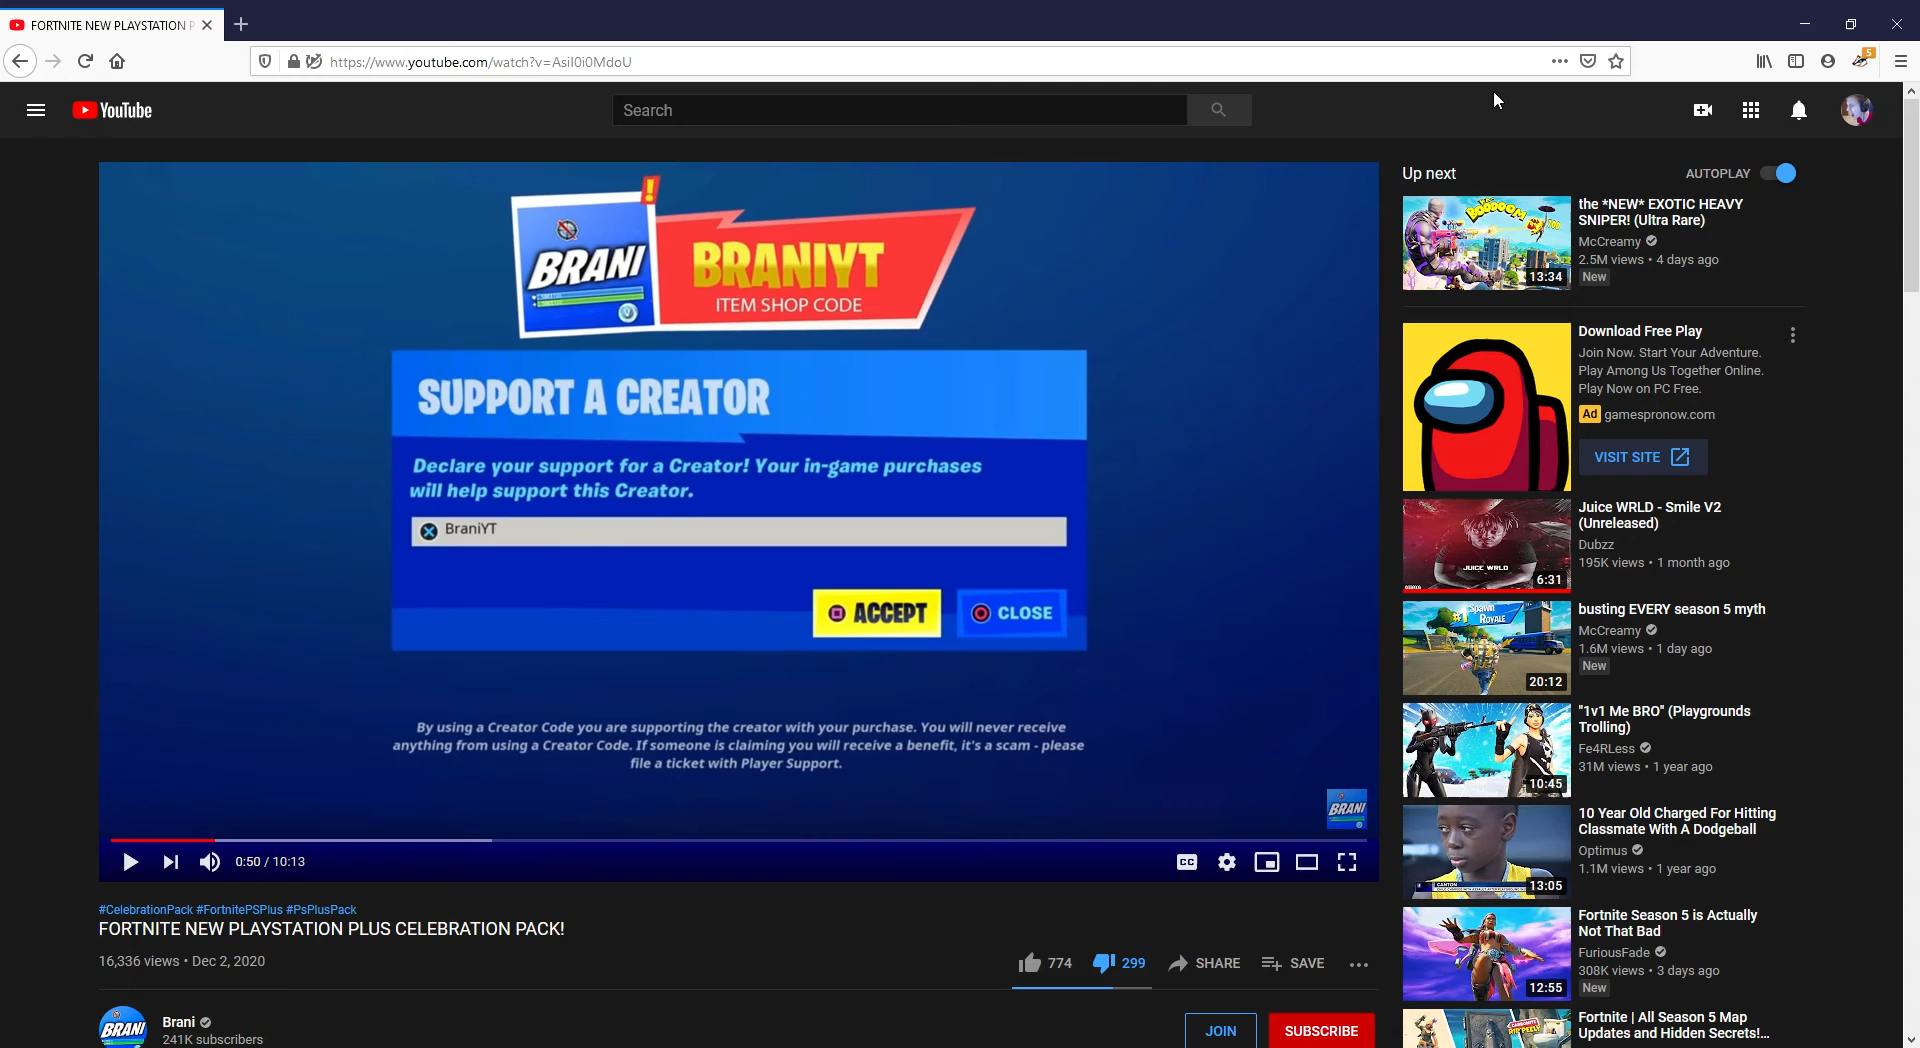 FORTNITE NEW PLAYSTATION P
5
https://www.youtube.com/watch?v=Asil0i0MdoU
YouTube
Search
BRANI
BRANIYT
ITEM SHOP CODE
SUPPORT A CREATOR
Declare your support for a Creator! Your in-game purchases
will help support this Creator.
BraniYT
ACCEPT
CLOSE
By using a Creator Code you are supporting the creator with your purchase. You will never receive
anything from using a Creator Code. If someone is claiming you will receive a benefit, it's a scam - please
file a ticket with Player Support.
BRANI
0:50 / 10:13
CC
#CelebrationPack #FortnitePSPlus #PsPlusPack
FORTNITE NEW PLAYSTATION PLUS CELEBRATION PACK!
16,336 views • Dec 2, 2020
774
299
SHARE
SAVE
BRANI
Brani
241K subscribers
JOIN
SUBSCRIBE
Up next
AUTOPLAY
13:34
the *NEW* EXOTIC HEAVY
SNIPER! (Ultra Rare)
McCreamy
2.5M views • 4 days ago
New
Download Free Play
Join Now. Start Your Adventure.
Play Among Us Together Online.
Play Now on PC Free.
Ad gamespronow.com
VISIT SITE
JUICE WRLD
6:31
Juice WRLD - Smile V2
(Unreleased)
Dubzz
195K views • 1 month ago
#1 Spawn
ROYALE
20:12
busting EVERY season 5 myth
McCreamy
1.6M views • 1 day ago
New
10:45
"1v1 Me BRO" (Playgrounds
Trolling)
Fe4RLess
31M views • 1 year ago
CANTON
13:05
10 Year Old Charged For Hitting
Classmate With A Dodgeball
Optimus
1.1M views • 1 year ago
12:55
Fortnite Season 5 is Actually
Not That Bad
FuriousFade
308K views • 3 days ago
New
Fortnite | All Season 5 Map
Updates and Hidden Secrets!...